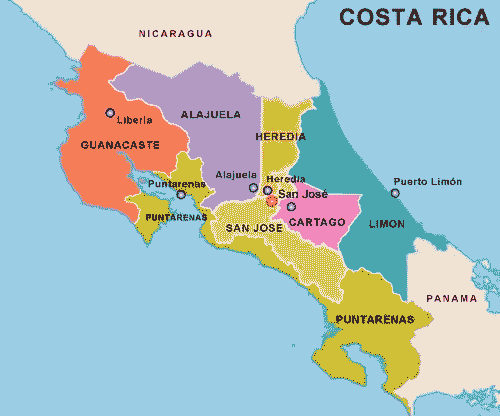 COSTA RICA
NICARAGUA
Liberia
ALAJUELA
GUANACASTE
HEREDIA
Puntarenas
Alajuela
Heredia
Puerto Limón
San José
PUNTARENAS
SAN JOSE
CARTAGO
LIMON
PANAMA
PUNTARENAS